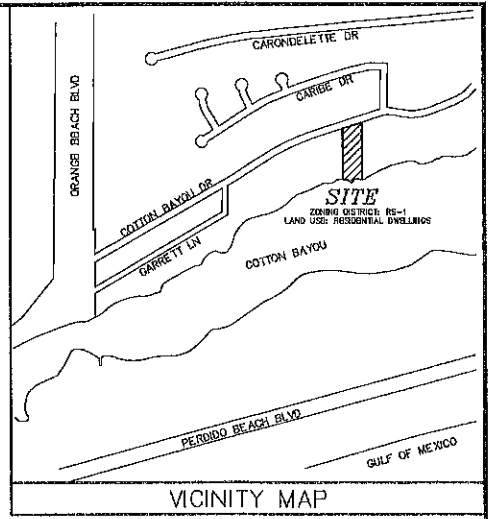 CARONDELETTE DR
CARIBE DR
ORANGE BEACH BLVD
COTTON BAYOU DR
GARRETT LN
SITE
ZONING DISTRICT: RS-1
LAND USE: RESIDENTIAL DWELLINGS
COTTON BAYOU
PERDIDO BEACH BLVD
GULF OF MEXICO
VICINITY MAP